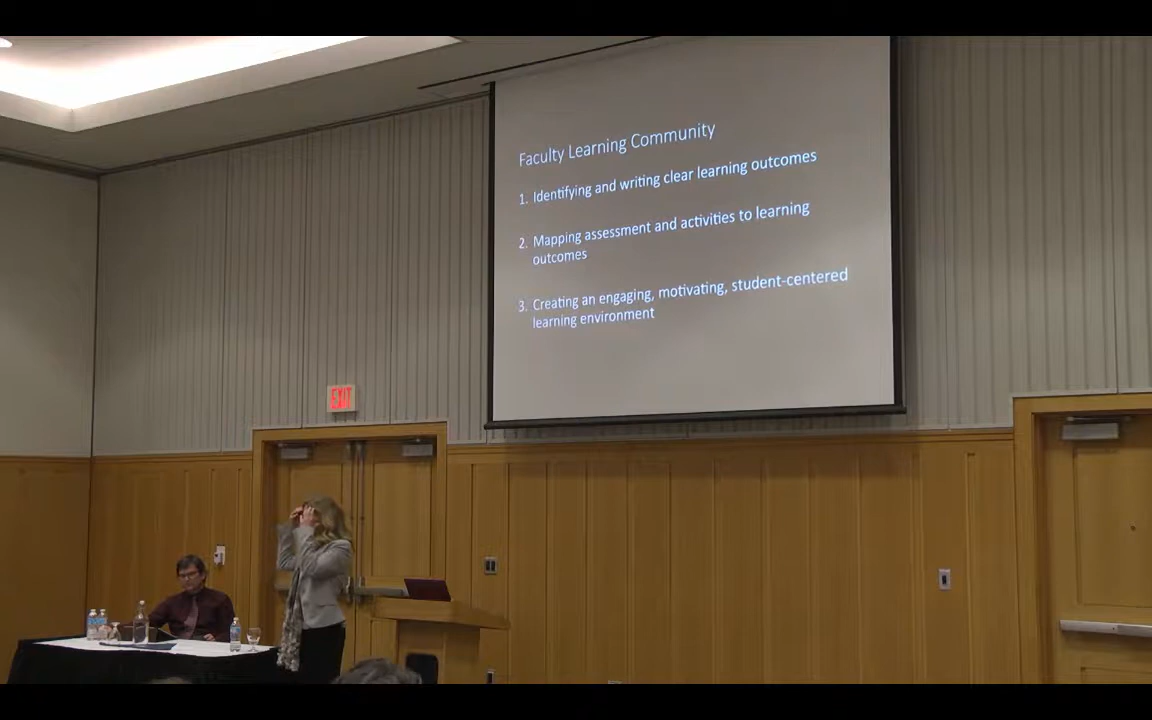 Faculty Learning Community
1. Identifying and writing clear learning outcomes
2. Mapping assessment and activities to learning
outcomes
3. Creating an engaging, motivating, student-centered
learning environment
EXIT